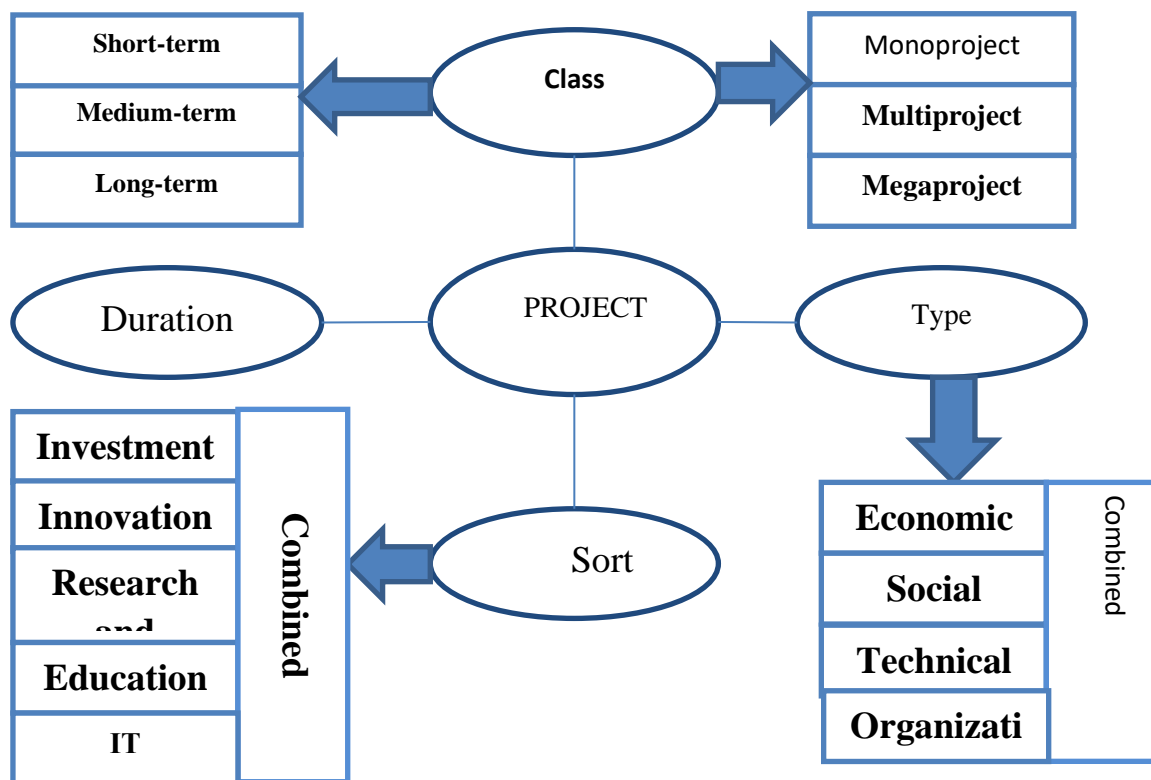 Short-term
Medium-term
Long-term
Class
Monoproject
Multiproject
Megaproject
Duration
PROJECT
Type
Investment
Innovation
Research
and
Education
IT
Combined
Sort
Economic
Social
Technical
Organizati
Combined